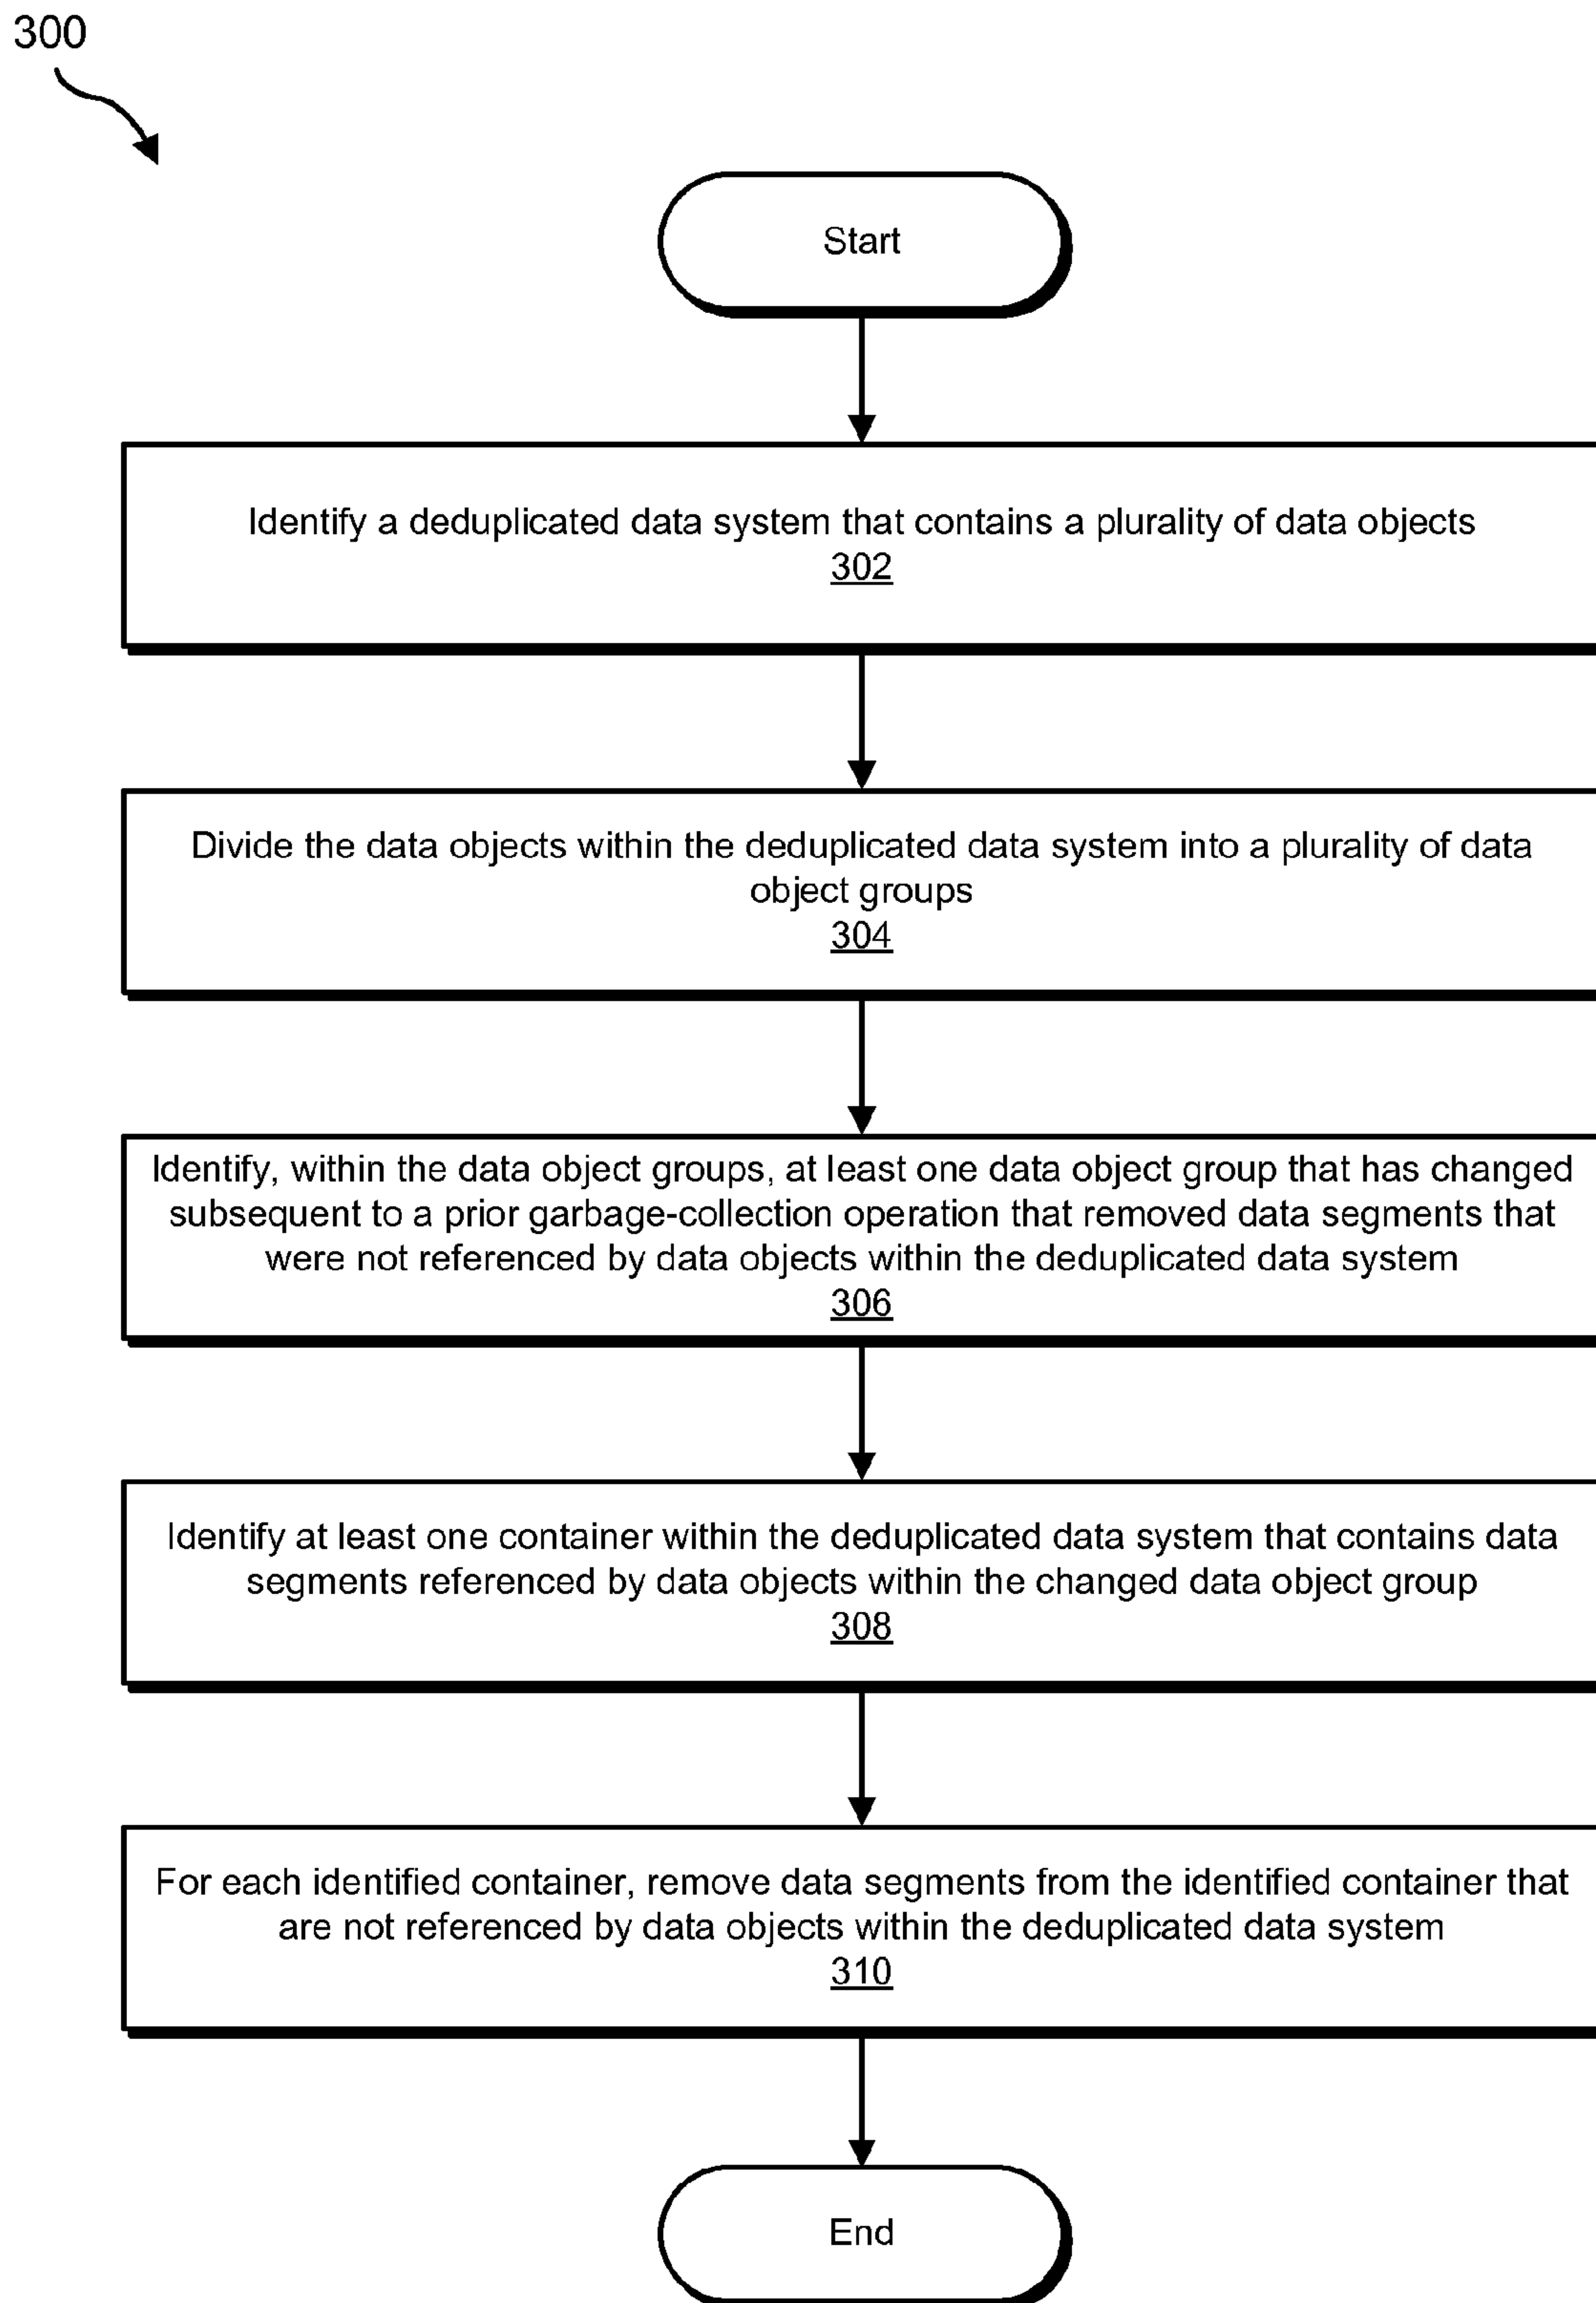 300
Start
Identify a deduplicated data system that contains a plurality of data objects
302
Divide the data objects within the deduplicated data system into a plurality of data
object groups
304
Identify, within the data object groups, at least one data object group that has changed
subsequent to a prior garbage-collection operation that removed data segments that
were not referenced by data objects within the deduplicated data system
306
Identify at least one container within the deduplicated data system that contains data
segments referenced by data objects within the changed data object group
308
For each identified container, remove data segments from the identified container that
are not referenced by data objects within the deduplicated data system
310
End